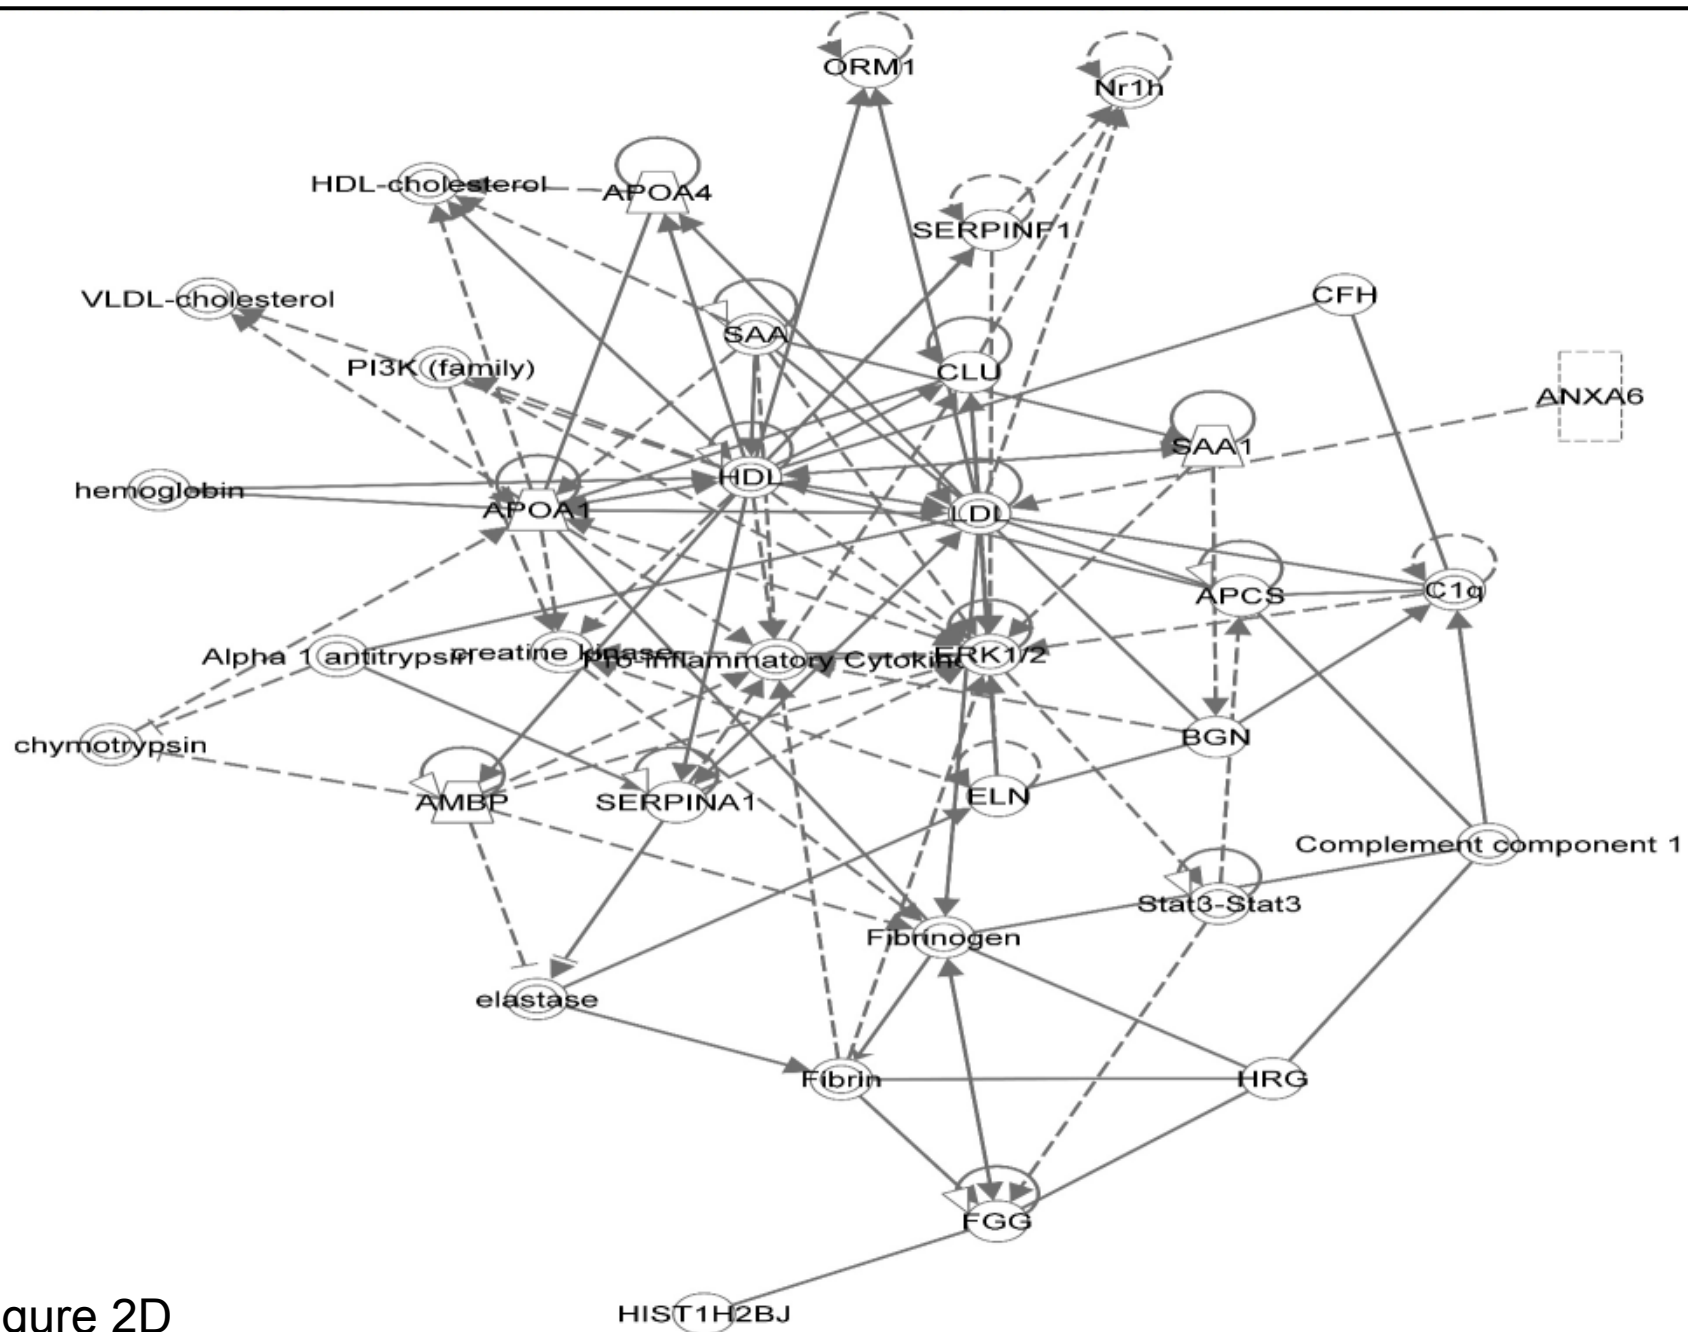 ORM1
Nr1h
HDL-cholesterol
APOA4
SERPINF1
VLDL-cholesterol
CFH
SAA
PI3K (family)
CLU
ANXA6
SAA1
hemoglobin
HDL
APOA1
LDL
APCS
C1q
Alpha 1 antitrypsin
creatine kinase
Pro-inflammatory Cytokine
ERK1/2
chymotrypsin
BGN
AMBP
SERPINA1
ELN
Complement component 1
Stat3-Stat3
Fibrinogen
elastase
Fibrin
HRG
FGG
HIST1H2BJ
gure 2D